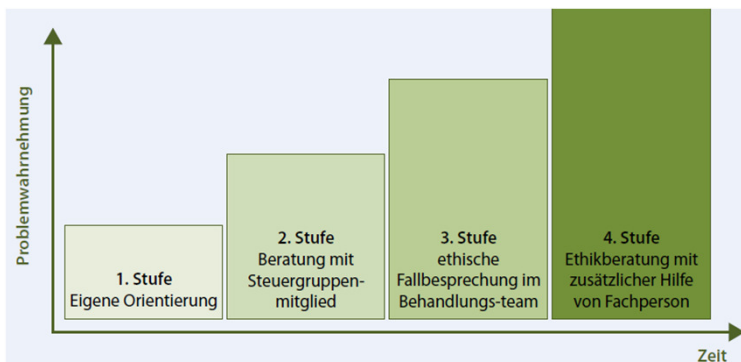 Problemwahrnehmung
1. Stufe
Eigene Orientierung
2. Stufe
Beratung mit
Steuergruppen-
mitglied
3. Stufe
ethische
Fallbesprechung im
Behandlungs-team
4. Stufe
Ethikberatung mit
zusätzlicher Hilfe
von Fachperson
Zeit